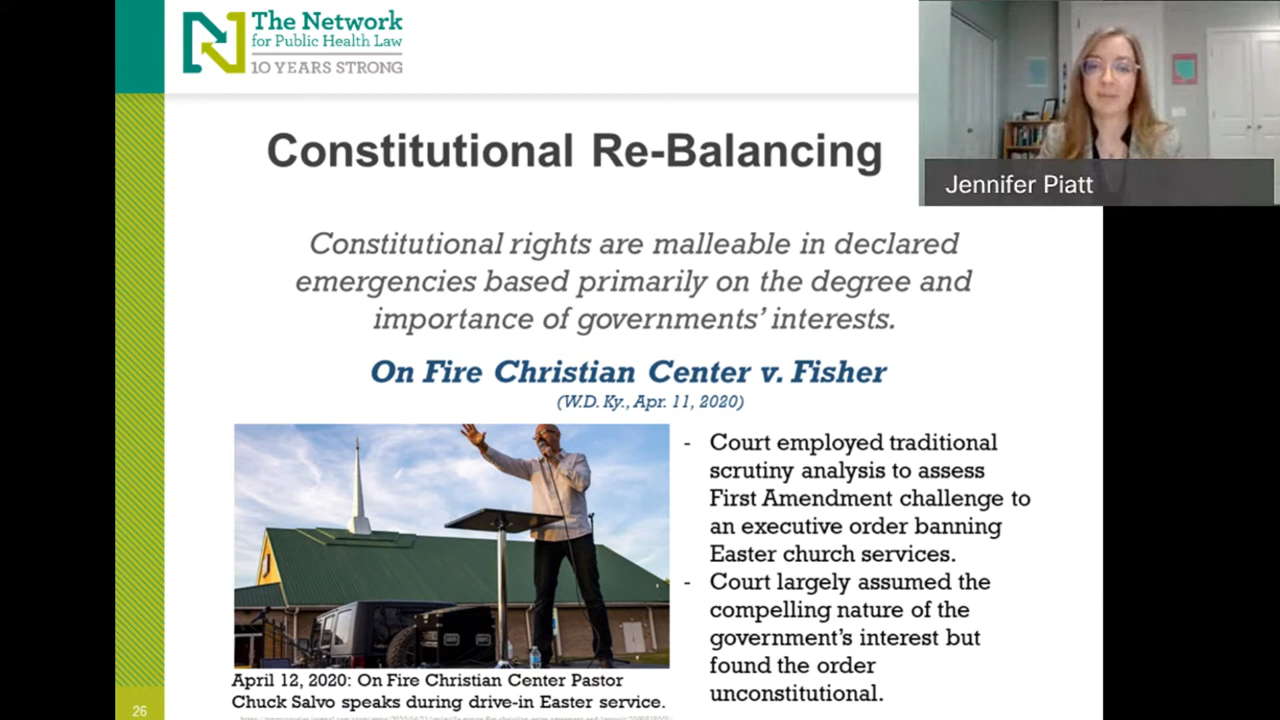 The Network
for Public Health Law
10 YEARS STRONG
Jennifer Piatt
Constitutional Re-Balancing
Constitutional rights are malleable in declared
emergencies based primarily on the degree and
importance of governments' interests.
On Fire Christian Center v. Fisher
(W.D. Ky., Apr. 11, 2020)
- Court employed traditional
scrutiny analysis to assess
First Amendment challenge to
an executive order banning
Easter church services.
- Court largely assumed the
compelling nature of the
government's interest but
found the order
unconstitutional.
April 12, 2020: On Fire Christian Center Pastor
Chuck Salvo speaks during drive-in Easter service.
26